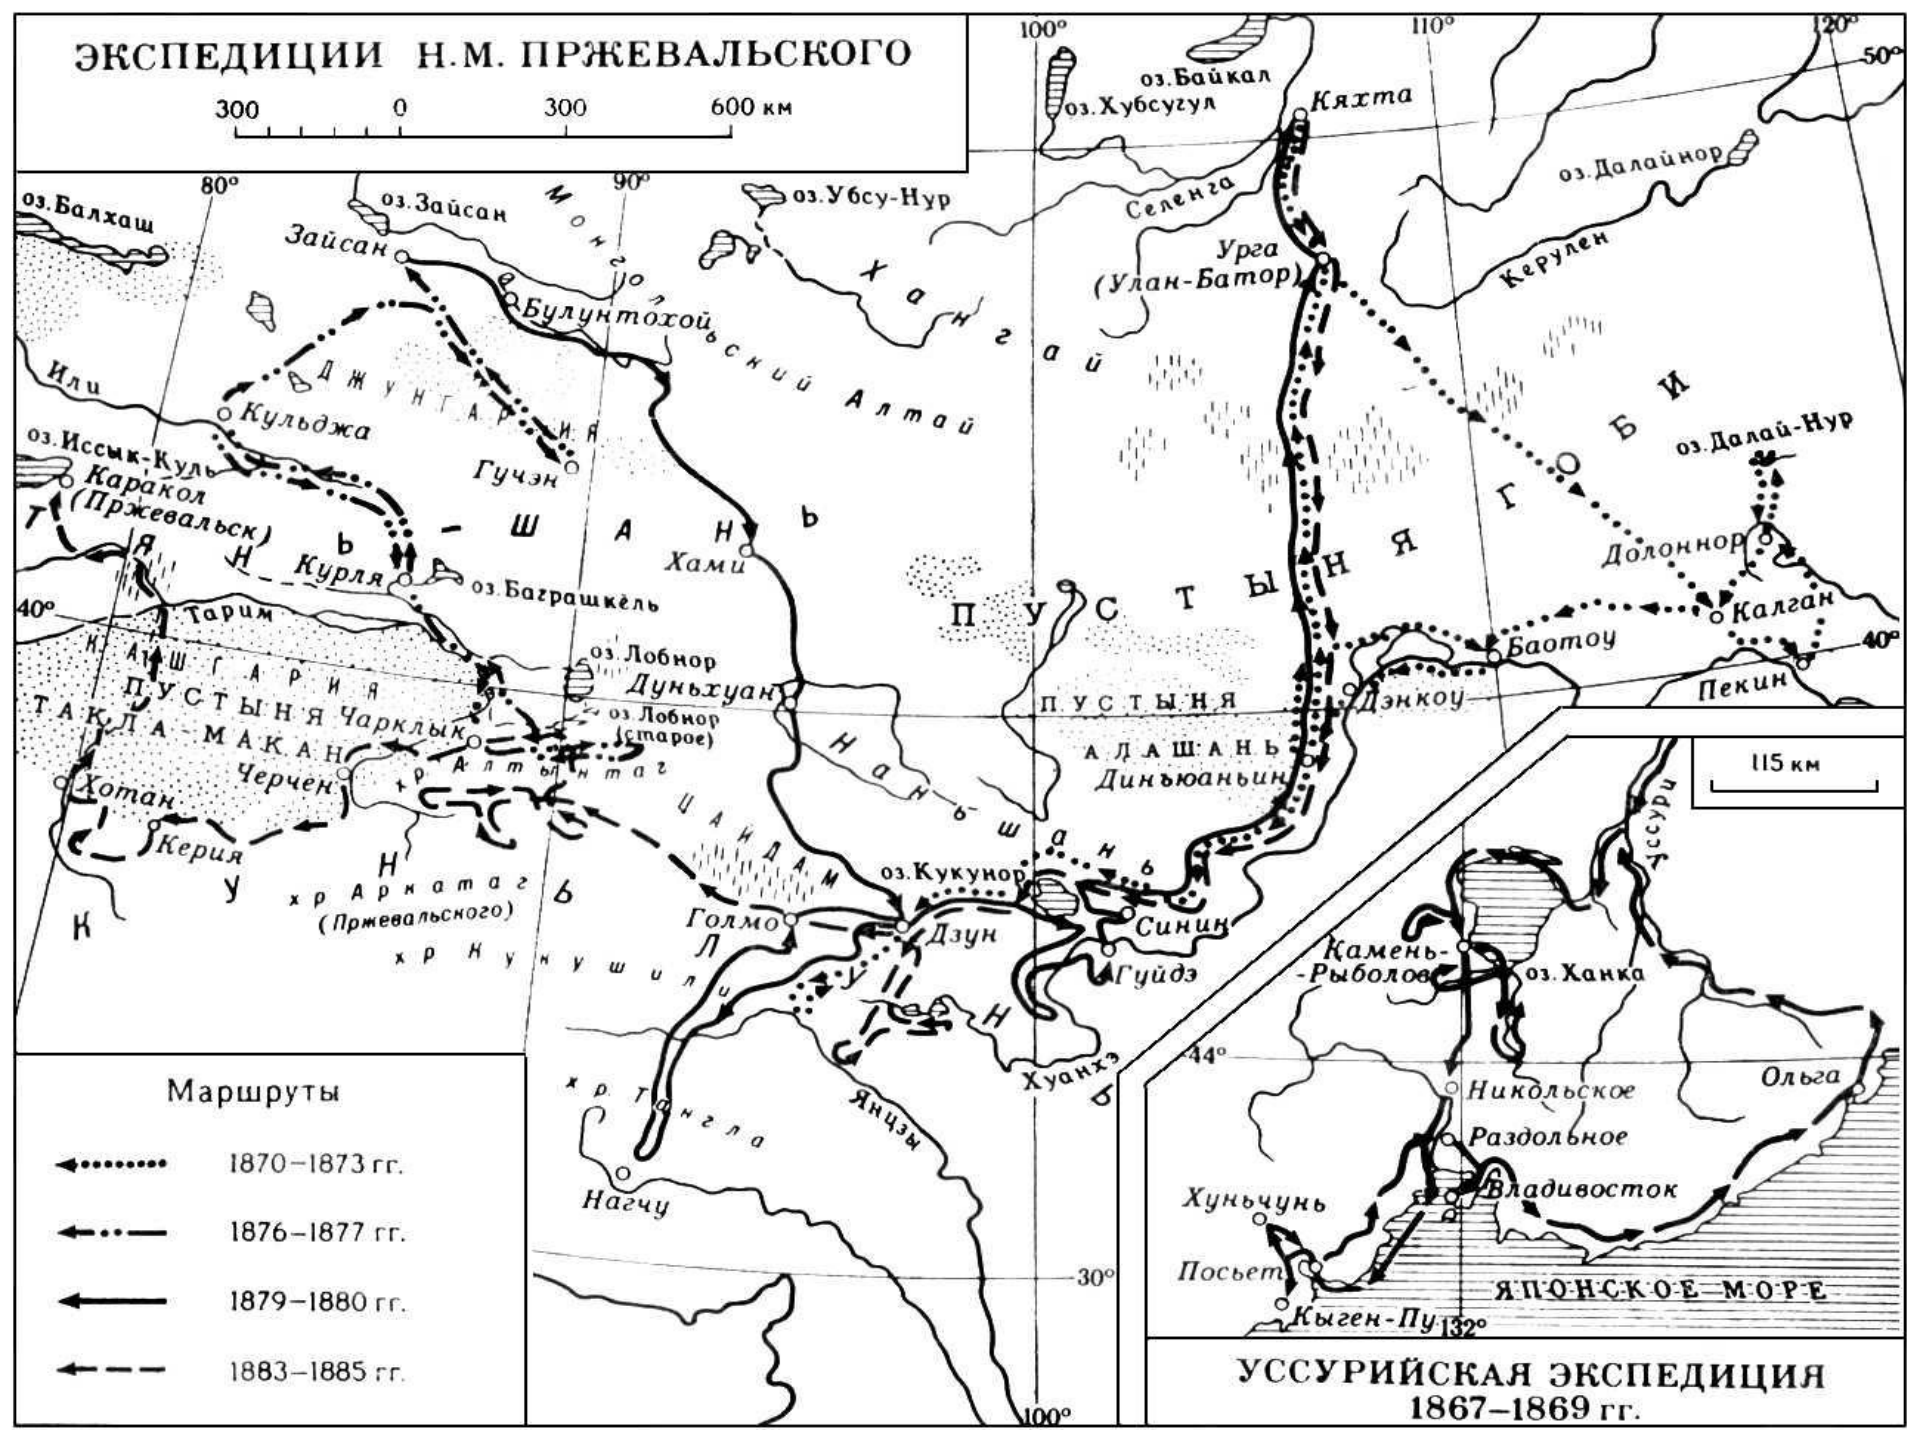 ЭКСПЕДИЦИИ Н.М. ПРЖЕВАЛЬСКОГО
300 0 300 600 км
100° 110° 120°
50°
оз.Байкал
оз.Хубсугул
Кяхта
оз.Далайнор
80° 90°
оз.Балхаш
оз.Зайсан
Зайсан
оз.Убсу-Нур
Селенга
Урга
(Улан-Батор)
Керулен
Монгольский Алтай
Хангай
Булунтохой
ДЖУНГАРИЯ
Или
Кульджа
оз.Иссык-Куль
Каракол
(Пржевальск)
Гучэн
ТЯНЬ-ШАНЬ
Хами
Курля
оз.Баграшкёль
ПУСТЫНЯ ГОБИ
оз.Далай-Нур
Долоннор
Калган
40°
Тарим
КАШГАРИЯ
ПУСТЫНЯ
ТАКЛА-МАКАН
оз.Лобнор
Дуньхуан
Чарклык
оз.Лобнор
(старое)
Баотоу
40°
Пекин
Дэнкоу
ПУСТЫНЯ
АЛАШАНЬ
Динъюаньин
Черчен
хр. Алтынтаг
Хотан
Керия
Наньшань
ЦАЙДАМ
хр Аркатаг
(Пржевальского)
КУНЬЛУНЬ
хр Кукушили
оз.Кукунор
Голмо
Дзун
Синин
Гуйдэ
Хуанхэ
хр Тангла
Янцзы
Нагчу
30°
100°
Маршруты
1870–1873 гг.
1876–1877 гг.
1879–1880 гг.
1883–1885 гг.
115 км
Уссури
Камень-
-Рыболов
оз.Ханка
44°
Никольское
Ольга
Раздольное
Владивосток
Хуньчунь
Посьет
ЯПОНСКОЕ МОРЕ
Кыген-Пу
132°
УССУРИЙСКАЯ ЭКСПЕДИЦИЯ
1867–1869 гг.